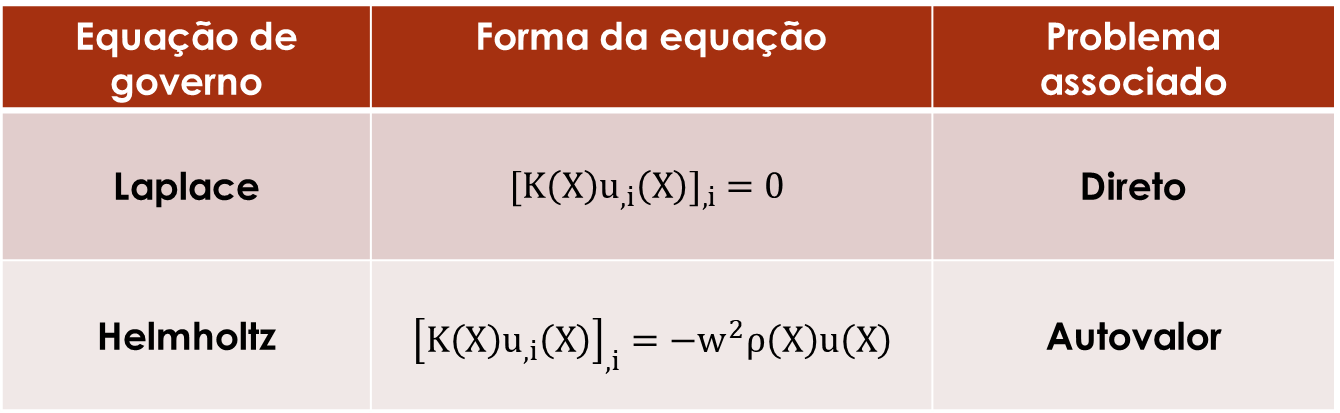 Equação de governo
Forma da equação
Problema associado
Laplace
[K(X)u,i(X)],i = 0
Direto
Helmholtz
[K(X)u,i(X)],i = −w²ρ(X)u(X)
Autovalor